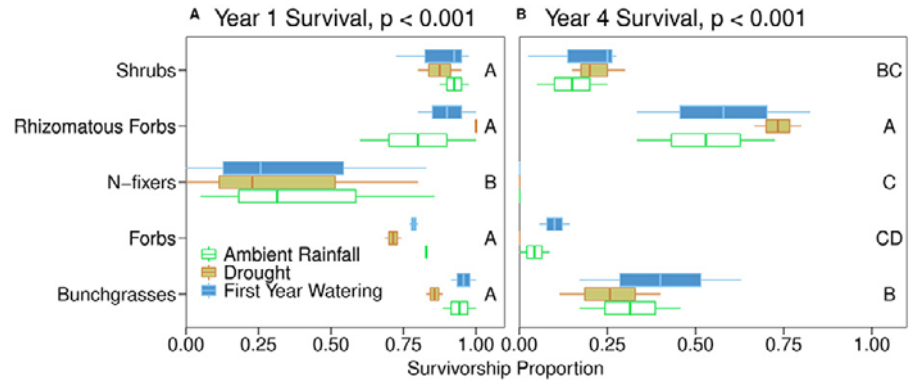 A Year 1 Survival, p < 0.001
B Year 4 Survival, p < 0.001
Shrubs A BC
Rhizomatous Forbs A A
N−fixers B C
Forbs A CD
Ambient Rainfall
Drought
First Year Watering
Bunchgrasses A B
0.00 0.25 0.50 0.75 1.00 0.00 0.25 0.50 0.75 1.00
Survivorship Proportion